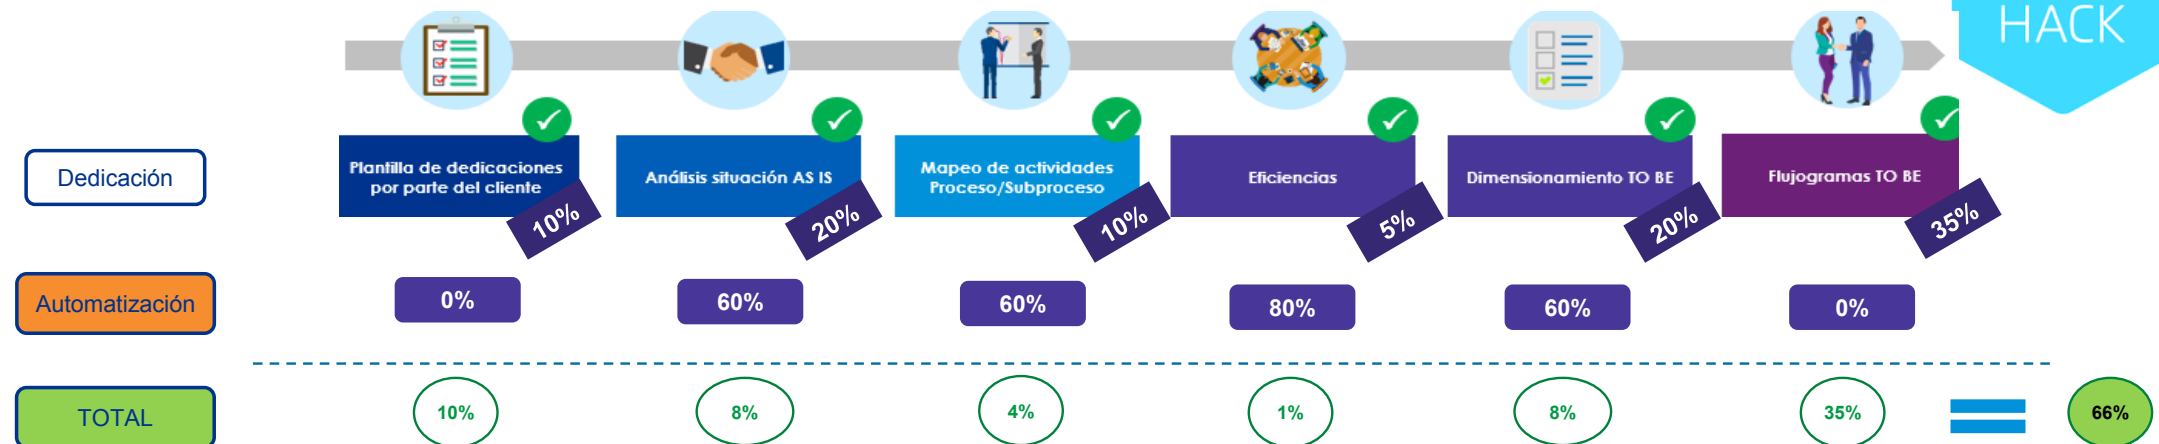 HACK
Dedicación
Plantilla de dedicaciones
por parte del cliente
10%
Análisis situación AS IS
20%
Mapeo de actividades
Proceso/Subproceso
10%
Eficiencias
5%
Dimensionamiento TO BE
20%
Flujogramas TO BE
35%
Automatización
0%
60%
60%
80%
60%
0%
TOTAL
10%
8%
4%
1%
8%
35%
66%